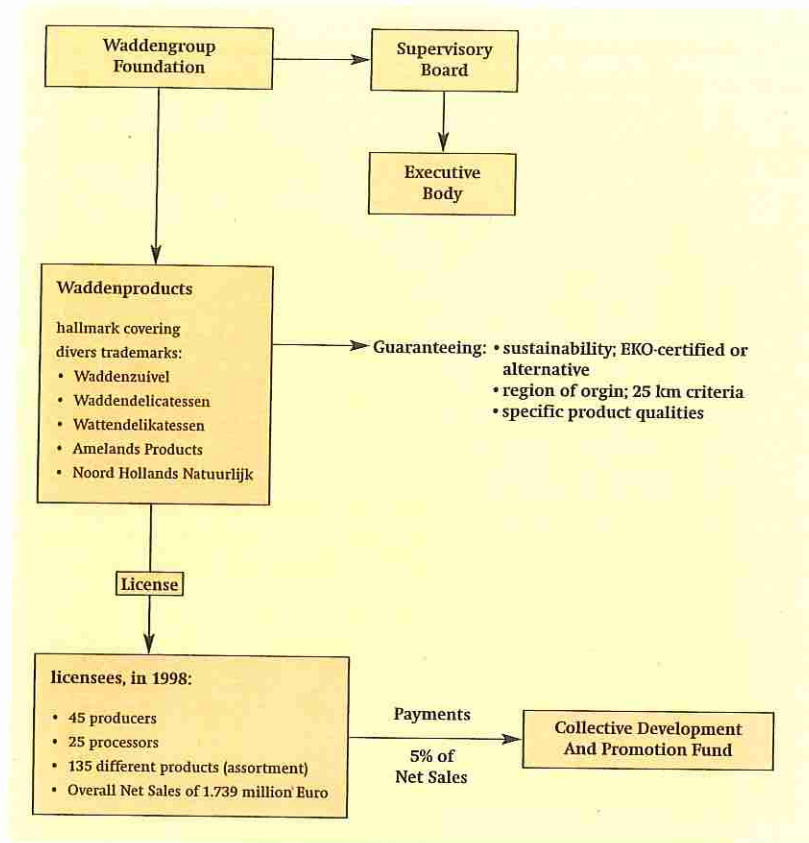 Waddengroup
Foundation
Supervisory
Board
Executive
Body
Waddenproducts
hallmark covering
divers trademarks:
• Waddenzuivel
• Waddendelicatessen
• Wattendelikatessen
• Amelands Products
• Noord Hollands Natuurlijk
Guaranteeing: • sustainability; EKO-certified or
alternative
• region of orgin; 25 km criteria
• specific product qualities
License
licensees, in 1998:
• 45 producers
• 25 processors
• 135 different products (assortment)
• Overall Net Sales of 1.739 million Euro
Payments
5% of
Net Sales
Collective Development
And Promotion Fund